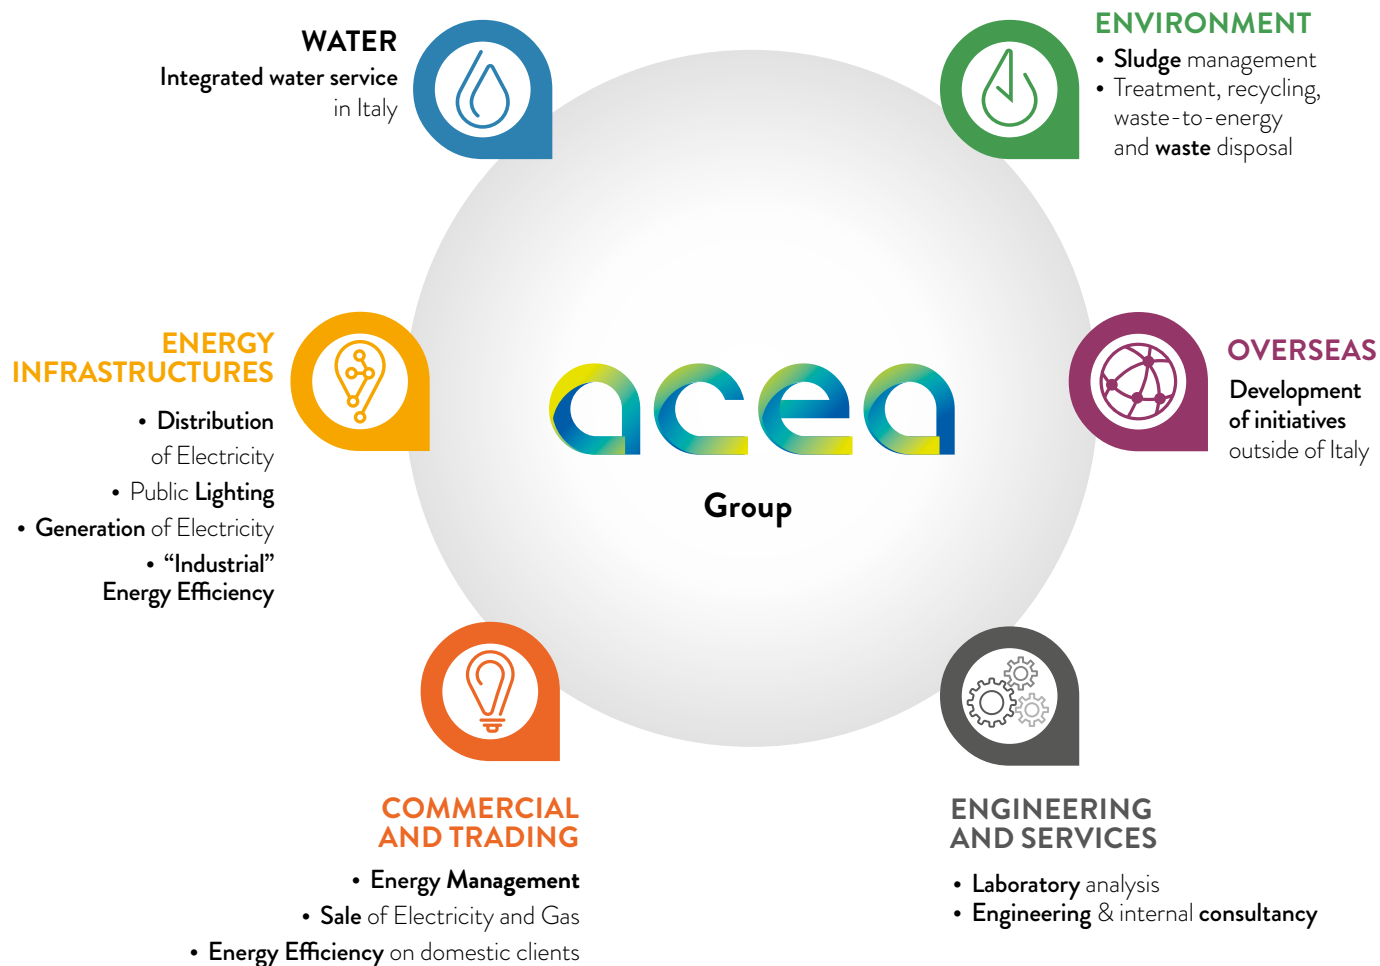 WATER
Integrated water service
in Italy
ENVIRONMENT
• Sludge management
• Treatment, recycling,
waste-to-energy
and waste disposal
ENERGY
INFRASTRUCTURES
• Distribution
of Electricity
• Public Lighting
• Generation of Electricity
• “Industrial”
Energy Efficiency
acea
Group
OVERSEAS
Development
of initiatives
outside of Italy
COMMERCIAL
AND TRADING
• Energy Management
• Sale of Electricity and Gas
• Energy Efficiency on domestic clients
ENGINEERING
AND SERVICES
• Laboratory analysis
• Engineering & internal consultancy